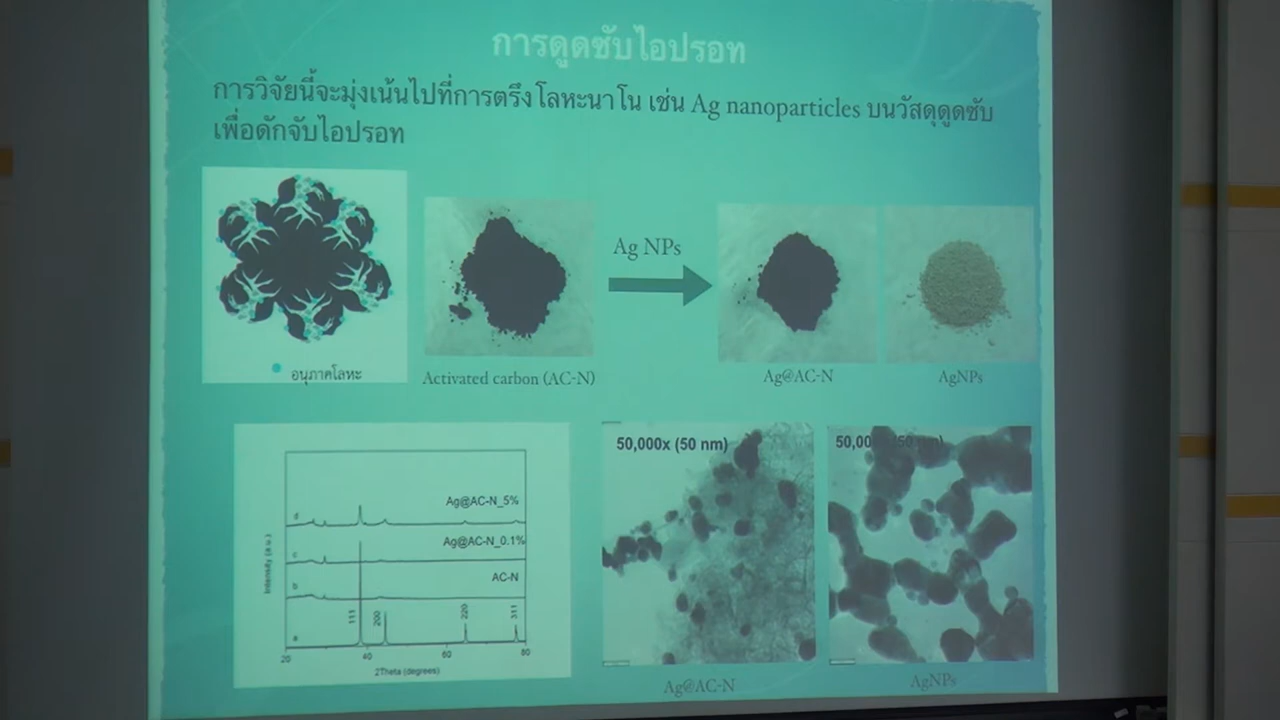 การดูดซับไอปรอท
การวิจัยนี้จะมุ่งเน้นไปที่การตรึงโลหะนาโน เช่น Ag nanoparticles บนวัสดุดูดซับ
เพื่อดักจับไอปรอท
Ag NPs
อนุภาคโลหะ
Activated carbon (AC-N)
Ag@AC-N
AgNPs
50,000x (50 nm)
50,000x (50 nm)
Ag@AC-N_5%
d
Ag@AC-N_0.1%
c
AC-N
b
111
200
220
311
a
Intensity (a.u.)
20
40
60
80
2Theta (degrees)
Ag@AC-N
AgNPs